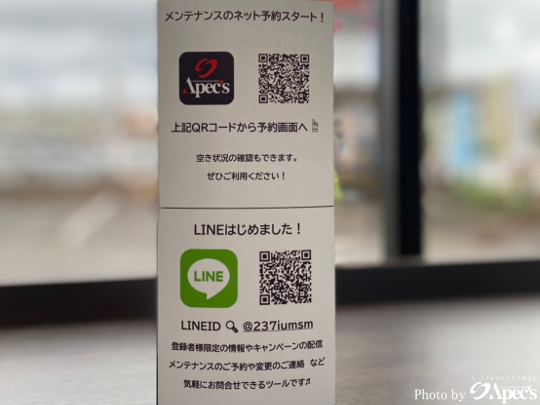 メンテナンスのネット予約スタート！
Apec's
上記QRコードから予約画面へ
空き状況の確認もできます。
ぜひご利用ください！
LINEはじめました！
LINE
LINEID @237iumsm
登録者様限定の情報やキャンペーンの配信
メンテナンスのご予約や変更のご連絡 など
気軽にお問合せできるツールです♬
Photo by Apec's